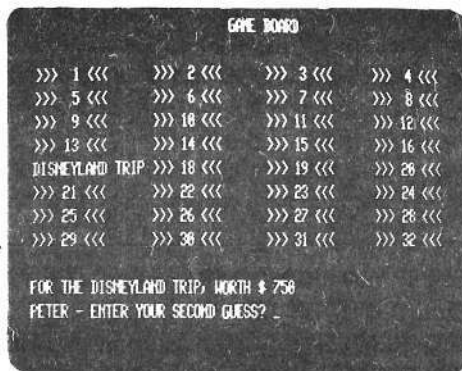 GAME BOARD
>>> 1 <<< >>> 2 <<< >>> 3 <<< >>> 4 <<<
>>> 5 <<< >>> 6 <<< >>> 7 <<< >>> 8 <<<
>>> 9 <<< >>> 10 <<< >>> 11 <<< >>> 12 <<<
>>> 13 <<< >>> 14 <<< >>> 15 <<< >>> 16 <<<
DISNEYLAND TRIP >>> 18 <<< >>> 19 <<< >>> 20 <<<
>>> 21 <<< >>> 22 <<< >>> 23 <<< >>> 24 <<<
>>> 25 <<< >>> 26 <<< >>> 27 <<< >>> 28 <<<
>>> 29 <<< >>> 30 <<< >>> 31 <<< >>> 32 <<<
FOR THE DISNEYLAND TRIP, WORTH $ 750
PETER - ENTER YOUR SECOND GUESS? _